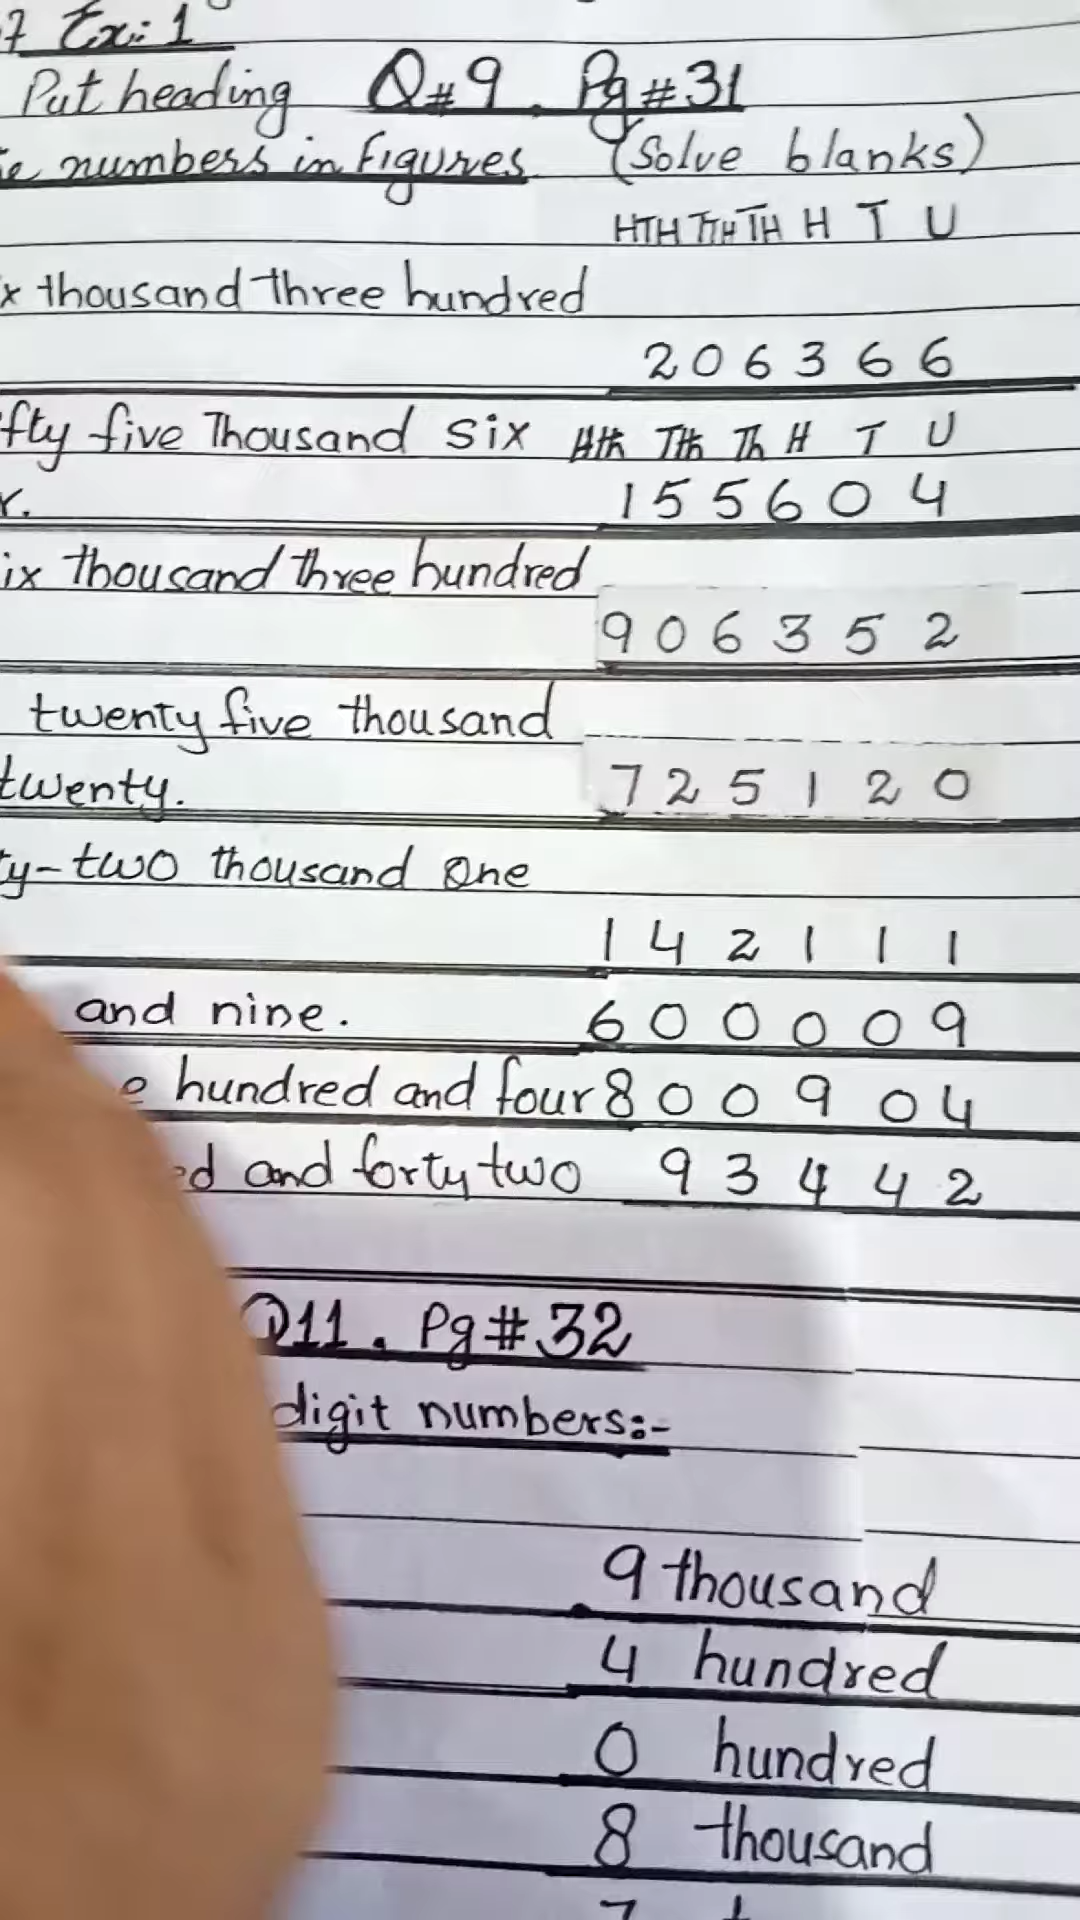 7 Ex: 1
Put heading Q#9. Pg#31
numbers in figures (Solve blanks)
HTH TTH TH H T U
thousand three hundred
2 0 6 3 6 6
five Thousand six Hth Tth Th H T U
1 5 5 6 0 4
thousand three hundred
9 0 6 3 5 2
twenty five thousand
twenty. 7 2 5 1 2 0
two thousand One
1 4 2 1 1 1
and nine. 6 0 0 0 0 9
hundred and four 8 0 0 9 0 4
and forty two 9 3 4 4 2
Q11. Pg#32
digit numbers:-
9 thousand
4 hundred
0 hundred
8 thousand